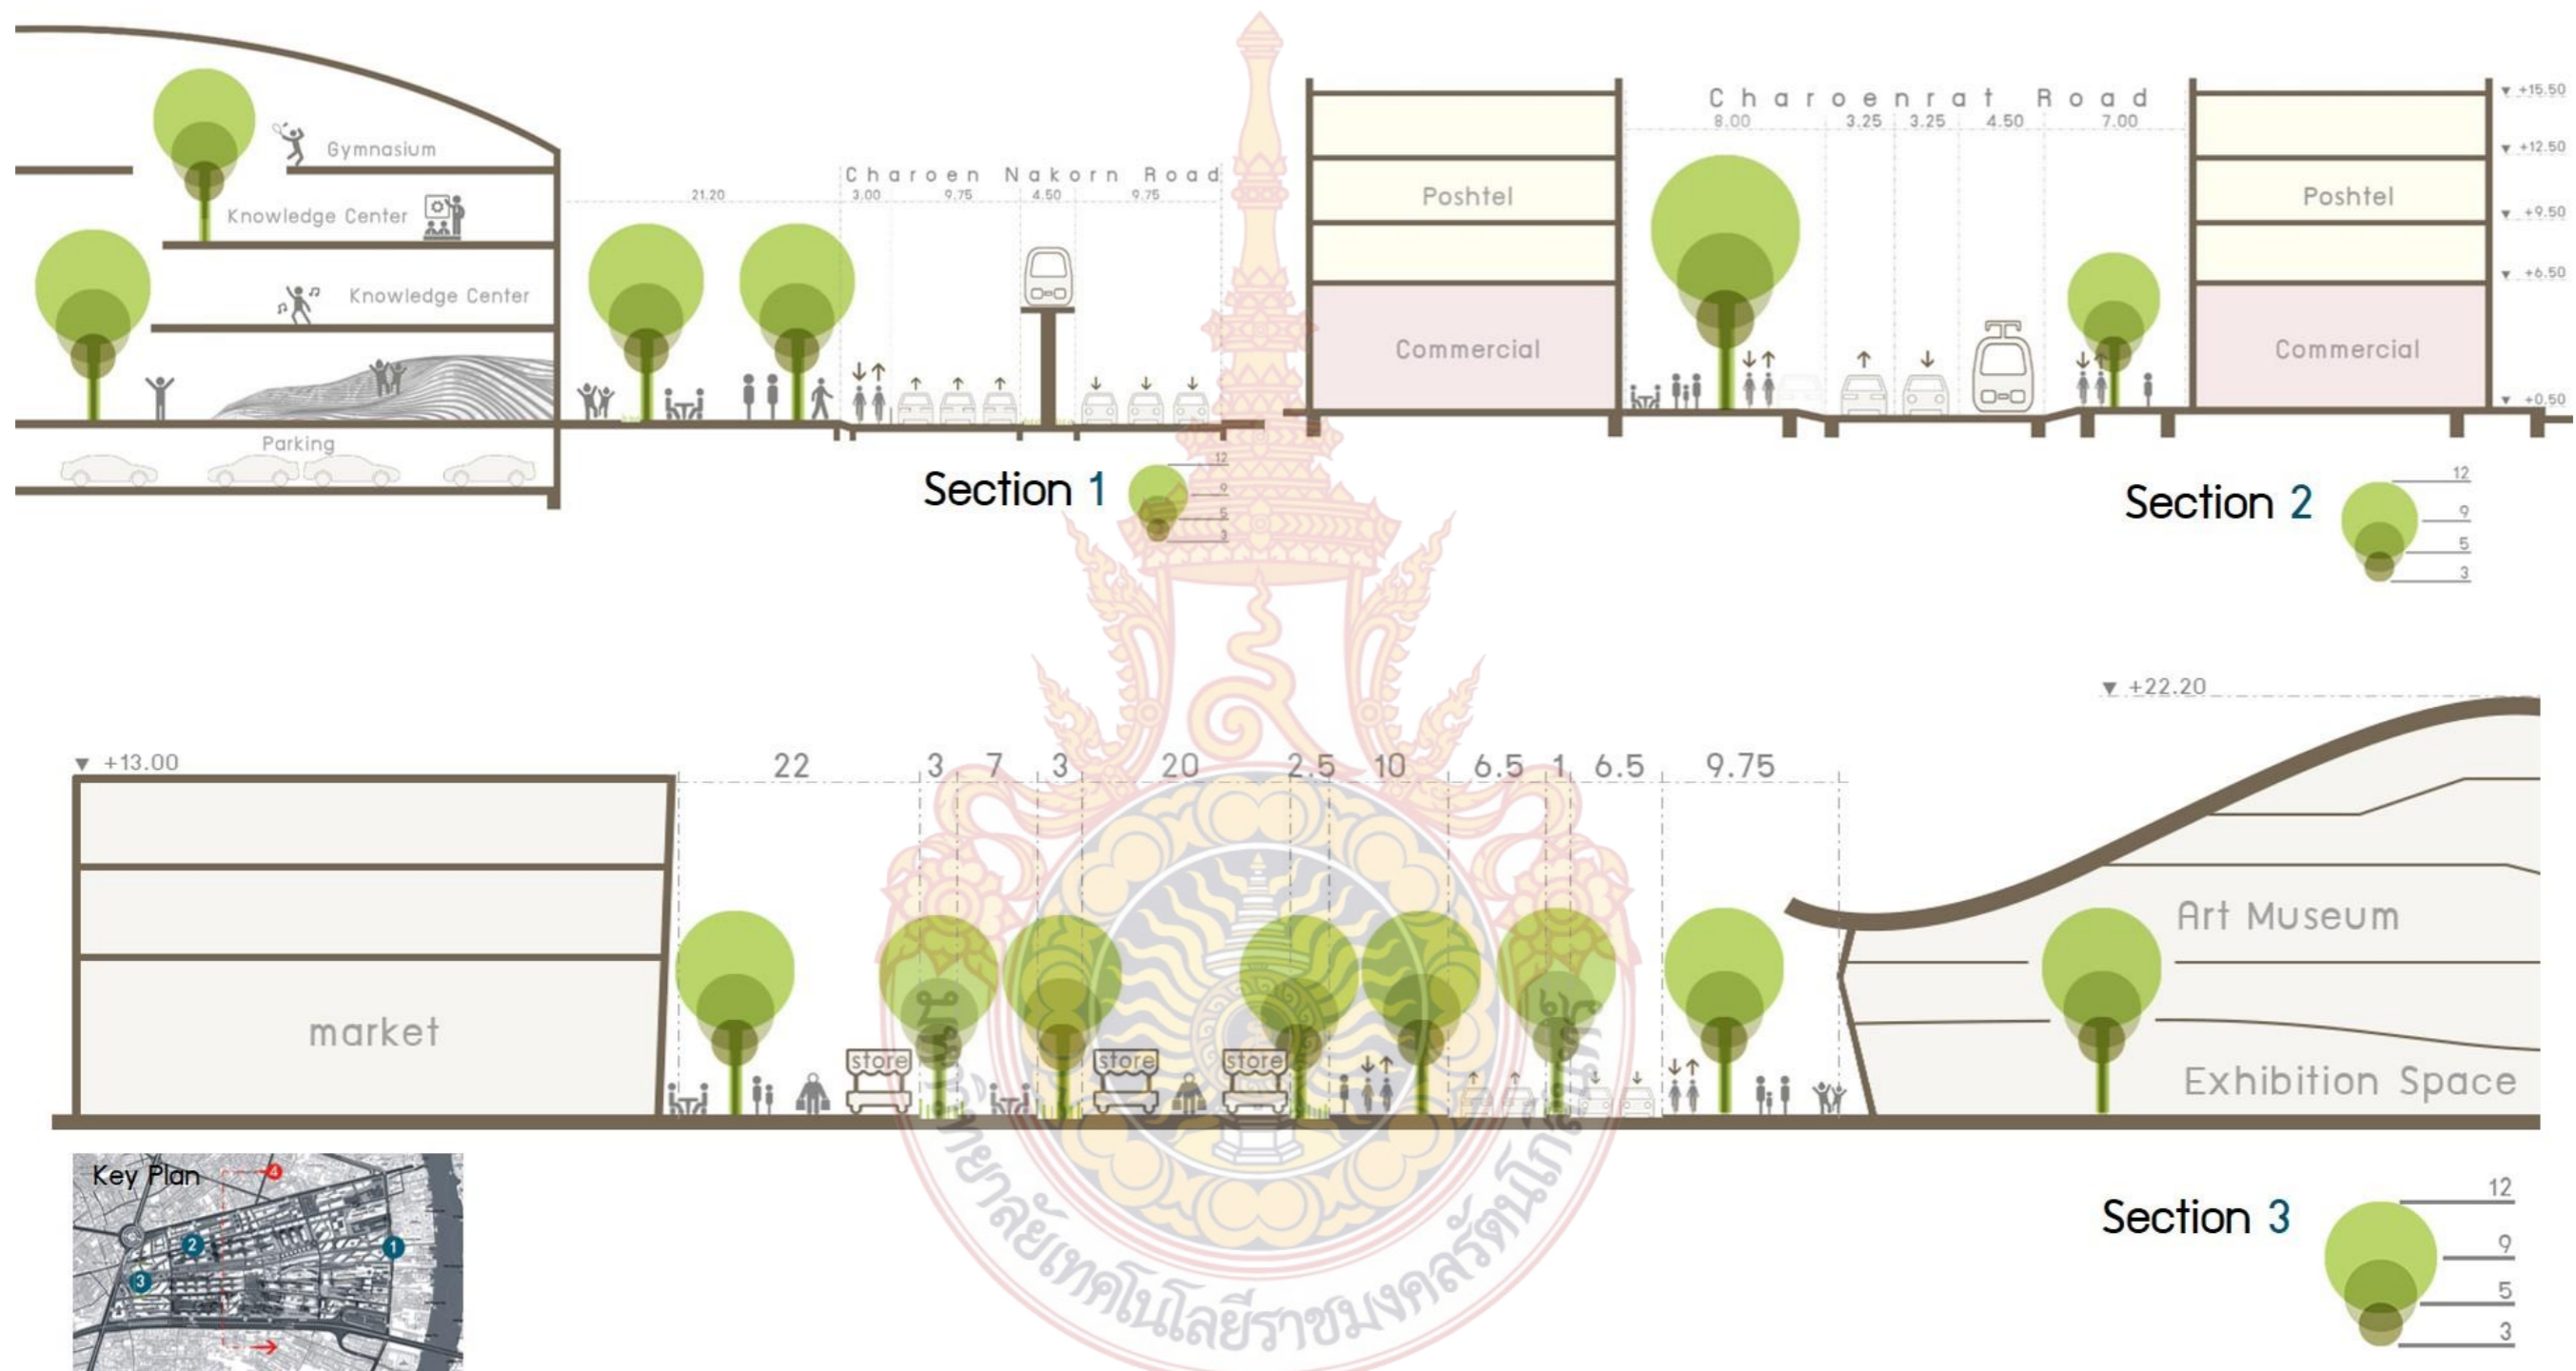 Gymnasium
Knowledge Center
Knowledge Center
Parking
Charoen Nakorn Road
21.20 3.00 9.75 4.50 9.75
Section 1
12
9
5
3
Charoenrat Road
8.00 3.25 3.25 4.50 7.00
Poshtel
Commercial
Poshtel
Commercial
+15.50
+12.50
+9.50
+6.50
+0.50
Section 2
12
9
5
3
+13.00
22 3 7 3 20 2.5 10 6.5 1 6.5 9.75
+22.20
market
store
store
store
Art Museum
Exhibition Space
Key Plan
4
2
1
3
Section 3
12
9
5
3